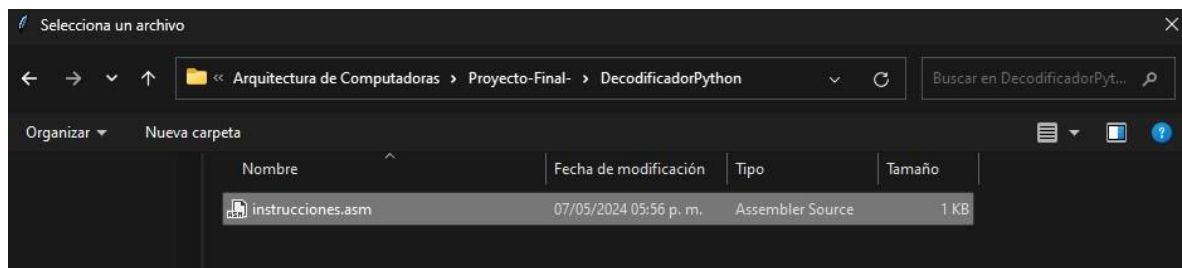 Selecciona un archivo
« Arquitectura de Computadoras › Proyecto-Final- › DecodificadorPython Buscar en DecodificadorPyt...
Organizar Nueva carpeta
Nombre Fecha de modificación Tipo Tamaño
instrucciones.asm 07/05/2024 05:56 p. m. Assembler Source 1 KB